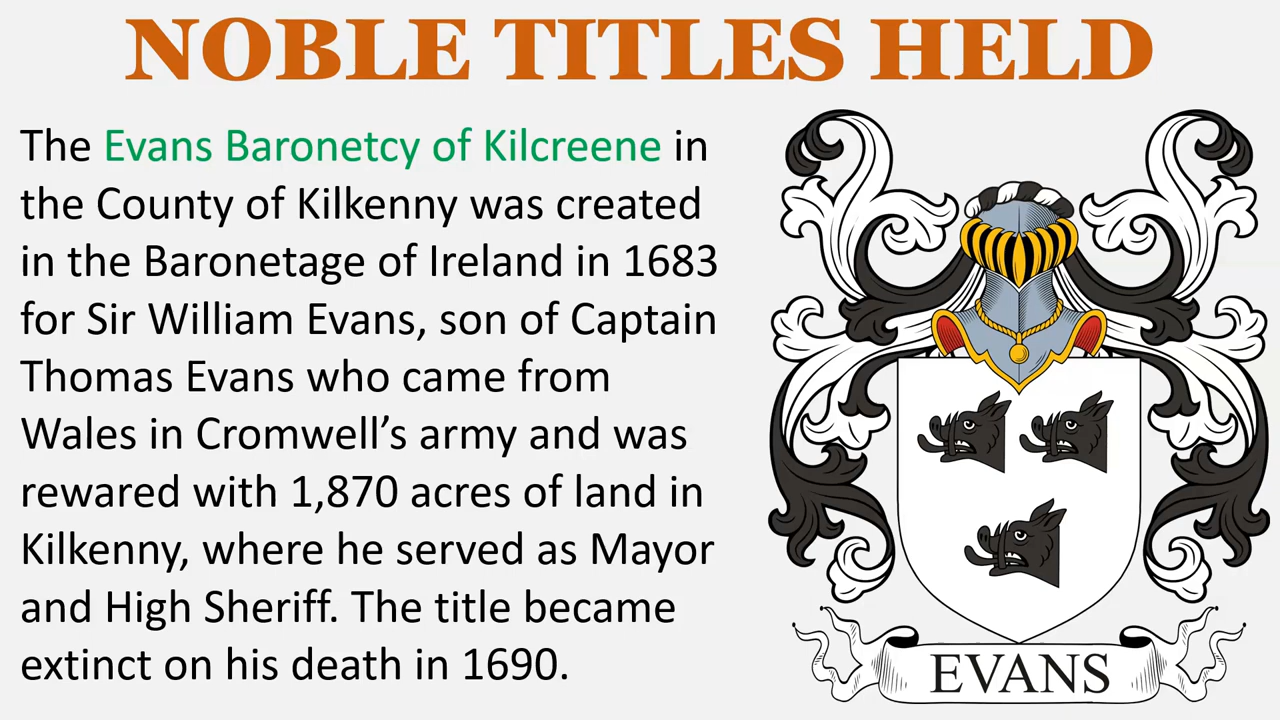 NOBLE TITLES HELD
The Evans Baronetcy of Kilcreene in
the County of Kilkenny was created
in the Baronetage of Ireland in 1683
for Sir William Evans, son of Captain
Thomas Evans who came from
Wales in Cromwell’s army and was
rewared with 1,870 acres of land in
Kilkenny, where he served as Mayor
and High Sheriff. The title became
extinct on his death in 1690.
EVANS